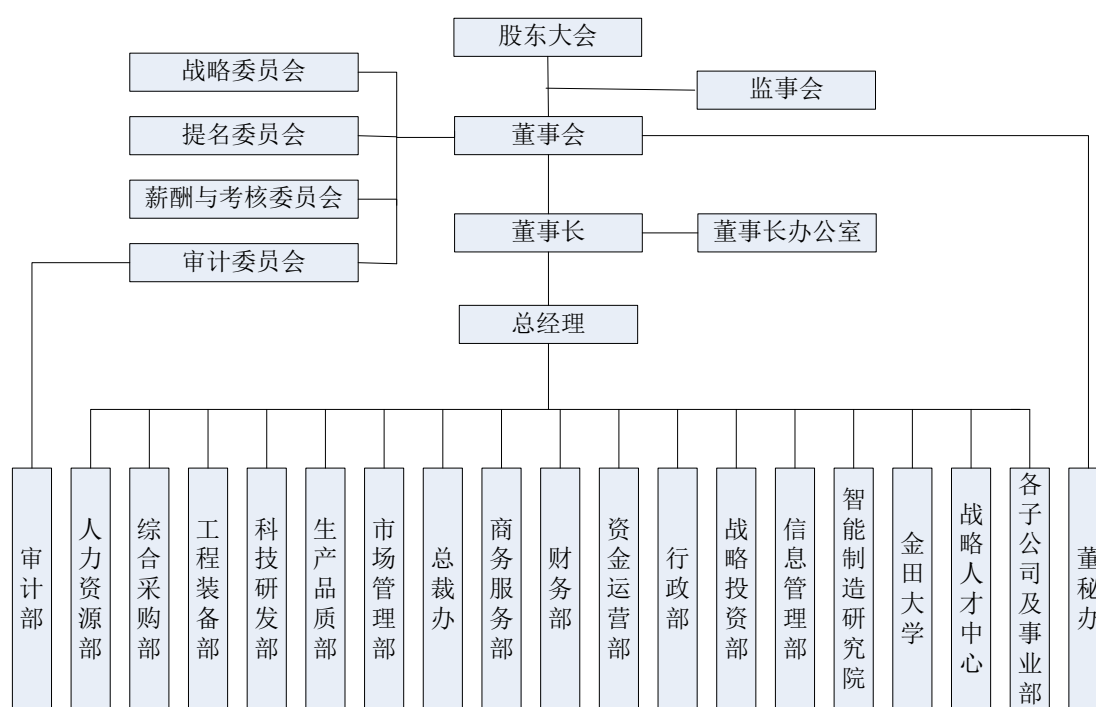 股东大会
战略委员会
监事会
提名委员会
董事会
薪酬与考核委员会
董事长
董事长办公室
审计委员会
总经理
审计部
人力资源部
综合采购部
工程装备部
科技研发部
生产品质部
市场管理部
总裁办
商务服务部
财务部
资金运营部
行政部
战略投资部
信息管理部
智能制造研究院
金田大学
战略人才中心
各子公司及事业部
董秘办